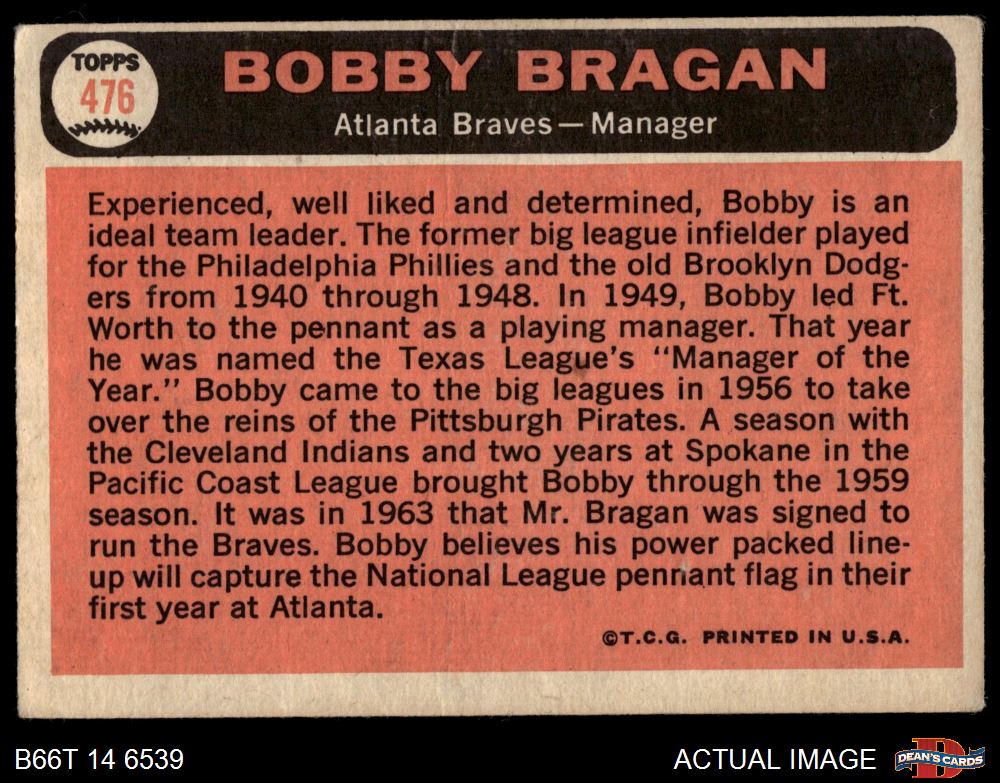 TOPPS
476
BOBBY BRAGAN
Atlanta Braves — Manager
Experienced, well liked and determined, Bobby is an
ideal team leader. The former big league infielder played
for the Philadelphia Phillies and the old Brooklyn Dodg-
ers from 1940 through 1948. In 1949, Bobby led Ft.
Worth to the pennant as a playing manager. That year
he was named the Texas League's "Manager of the
Year." Bobby came to the big leagues in 1956 to take
over the reins of the Pittsburgh Pirates. A season with
the Cleveland Indians and two years at Spokane in the
Pacific Coast League brought Bobby through the 1959
season. It was in 1963 that Mr. Bragan was signed to
run the Braves. Bobby believes his power packed line-
up will capture the National League pennant flag in their
first year at Atlanta.
©T.C.G. PRINTED IN U.S.A.
B66T 14 6539
ACTUAL IMAGE
D
DEAN'S CARDS